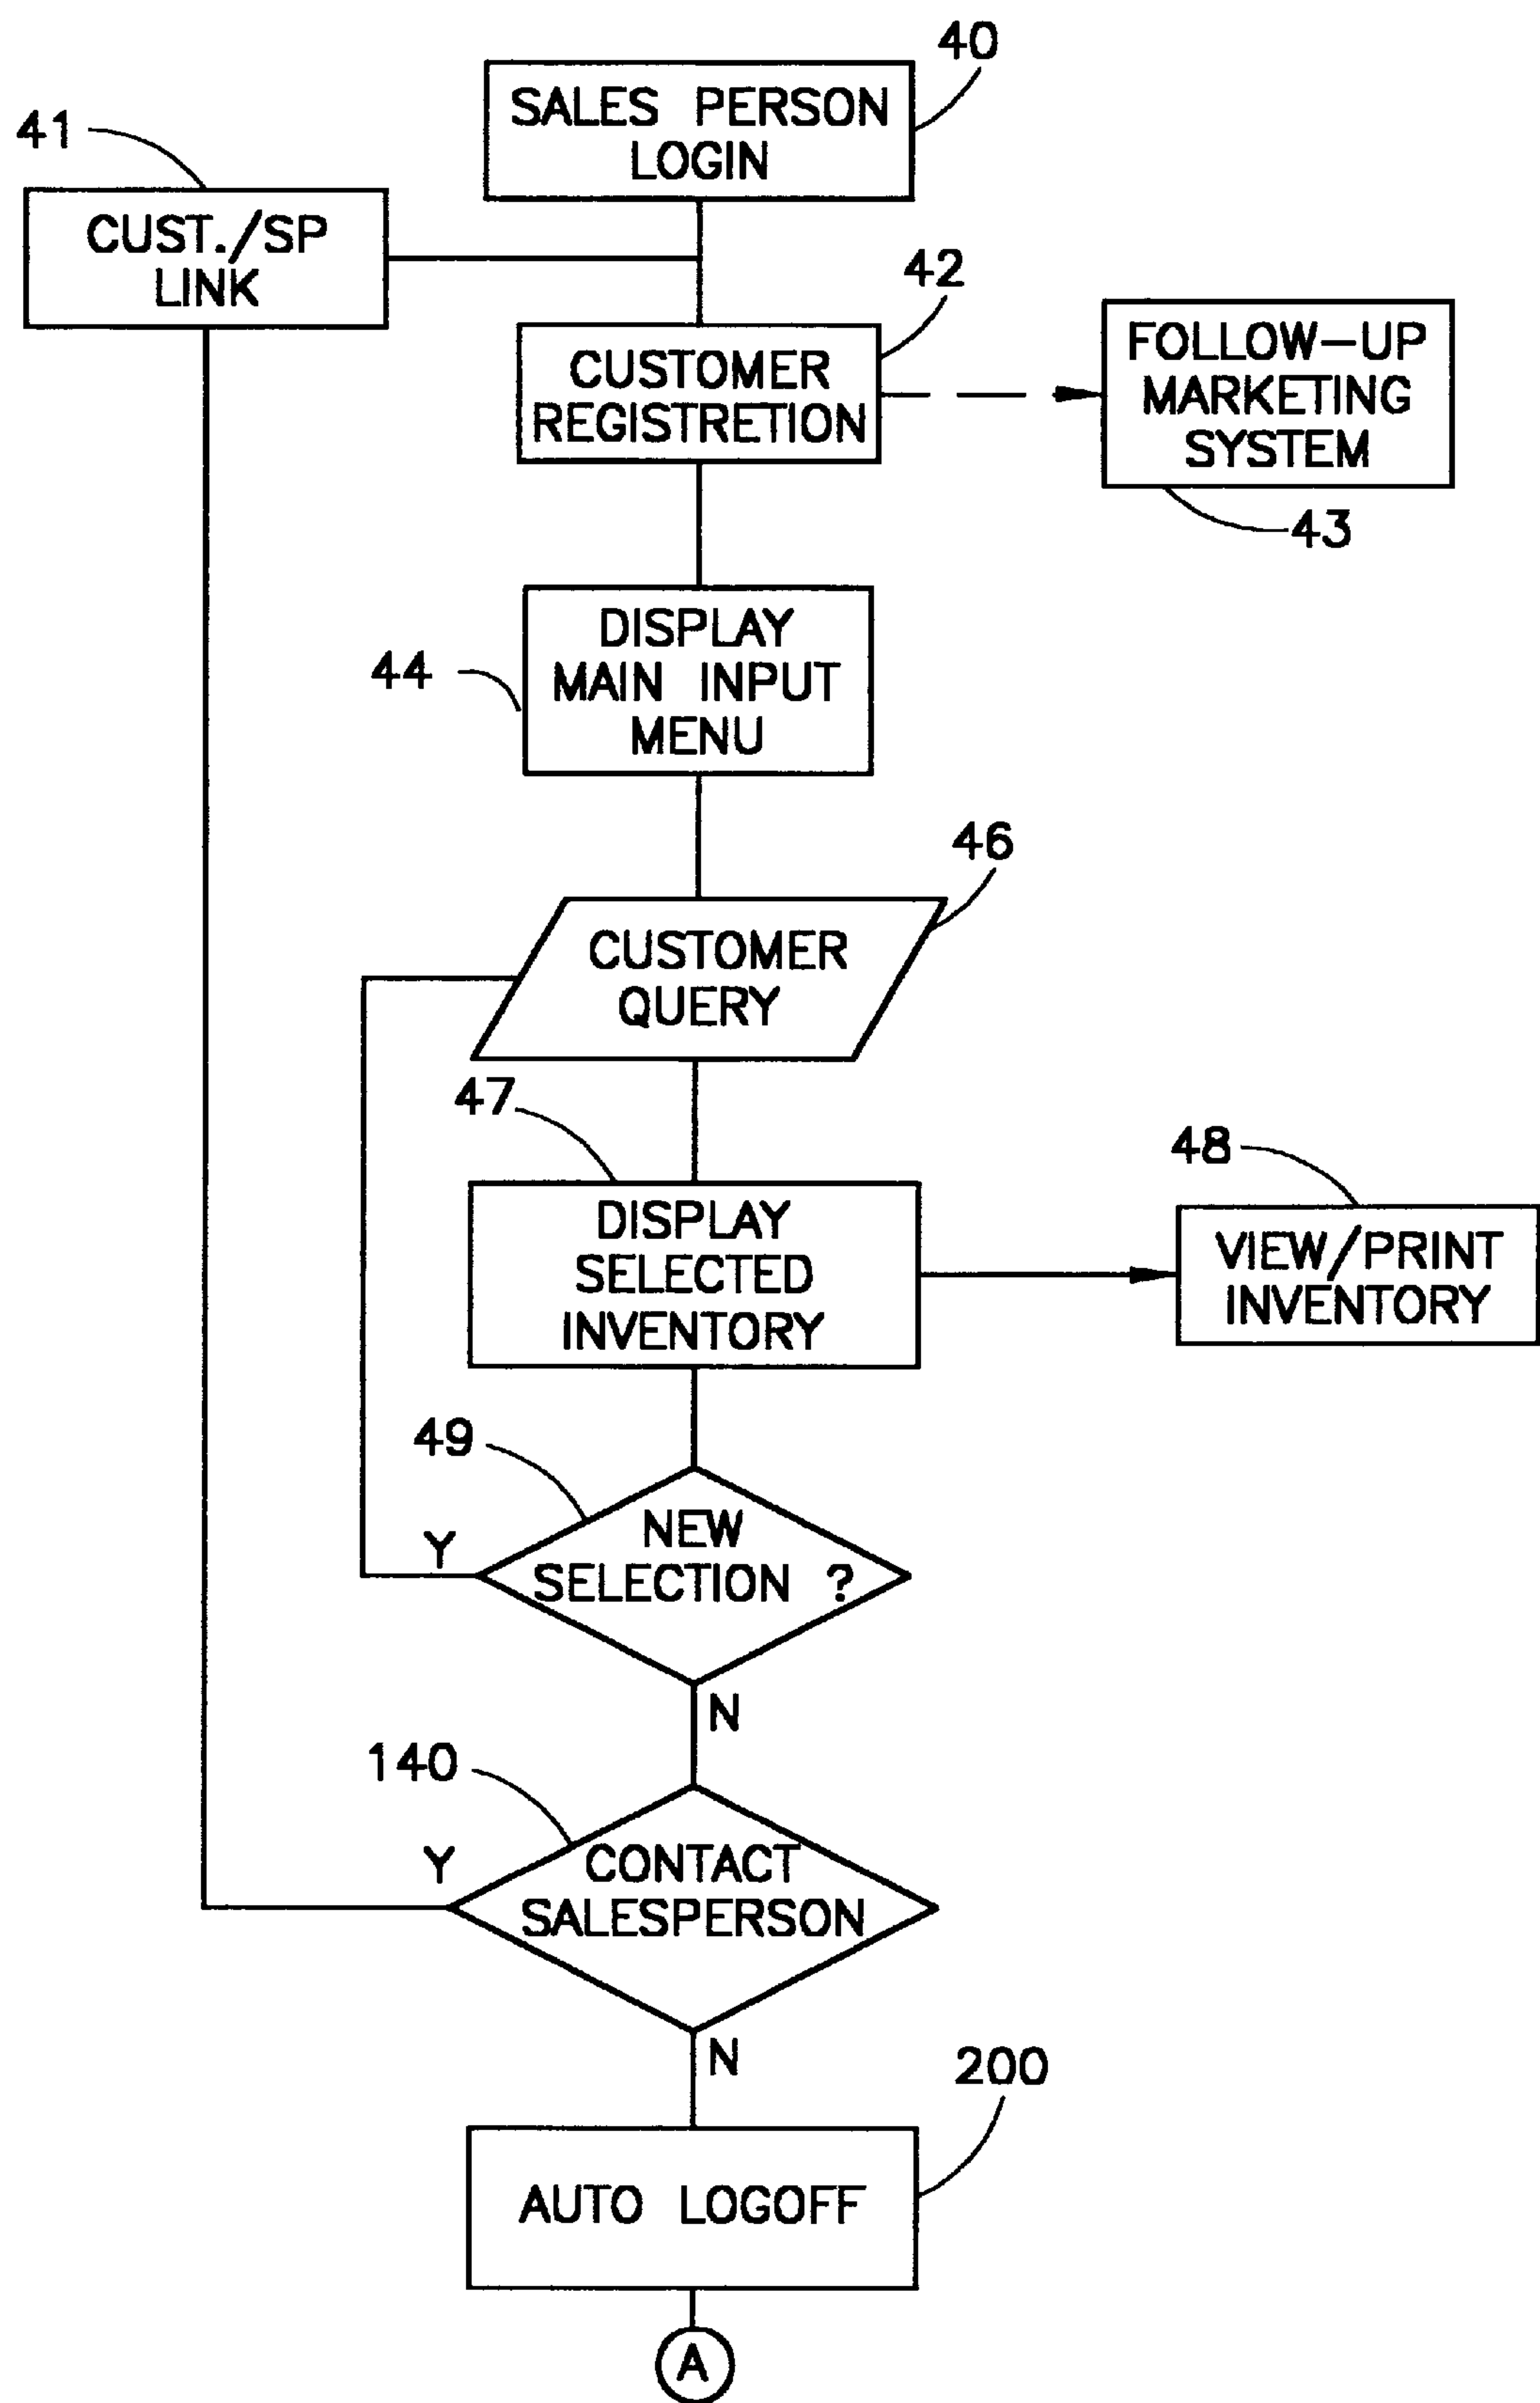 40
SALES PERSON
LOGIN
41
CUST./SP
LINK
42
CUSTOMER
REGISTRETION
FOLLOW-UP
MARKETING
SYSTEM
43
DISPLAY
MAIN INPUT
MENU
44
46
CUSTOMER
QUERY
47
DISPLAY
SELECTED
INVENTORY
48
VIEW/PRINT
INVENTORY
49
NEW
SELECTION ?
Y
N
140
CONTACT
SALESPERSON
Y
N
200
AUTO LOGOFF
A